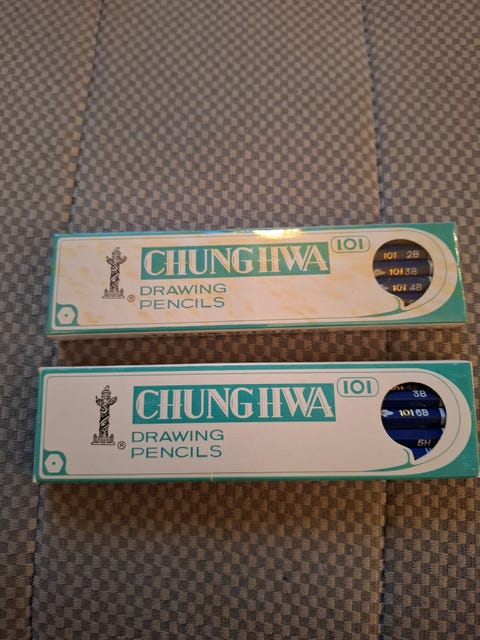 CHUNGHWA 101
DRAWING
PENCILS
®
101 2B
101 3B
101 4B
CHUNGHWA 101
DRAWING
PENCILS
®
3B
101 6B
5H